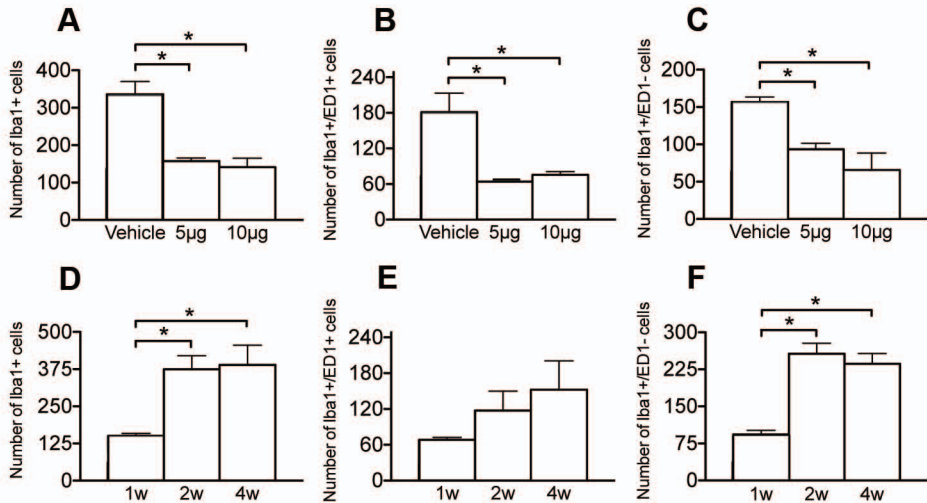 A
Number of Iba1+ cells
400
300
200
100
0
*
*
Vehicle 5µg 10µg
B
Number of Iba1+/ED1+ cells
240
180
120
60
0
*
*
Vehicle 5µg 10µg
C
Number of Iba1+/ED1- cells
200
150
100
50
0
*
*
Vehicle 5µg 10µg
D
Number of Iba1+ cells
500
375
250
125
0
*
*
1w 2w 4w
E
Number of Iba1+/ED1+ cells
240
180
120
60
0
1w 2w 4w
F
Number of Iba1+/ED1- cells
300
225
150
75
0
*
*
1w 2w 4w